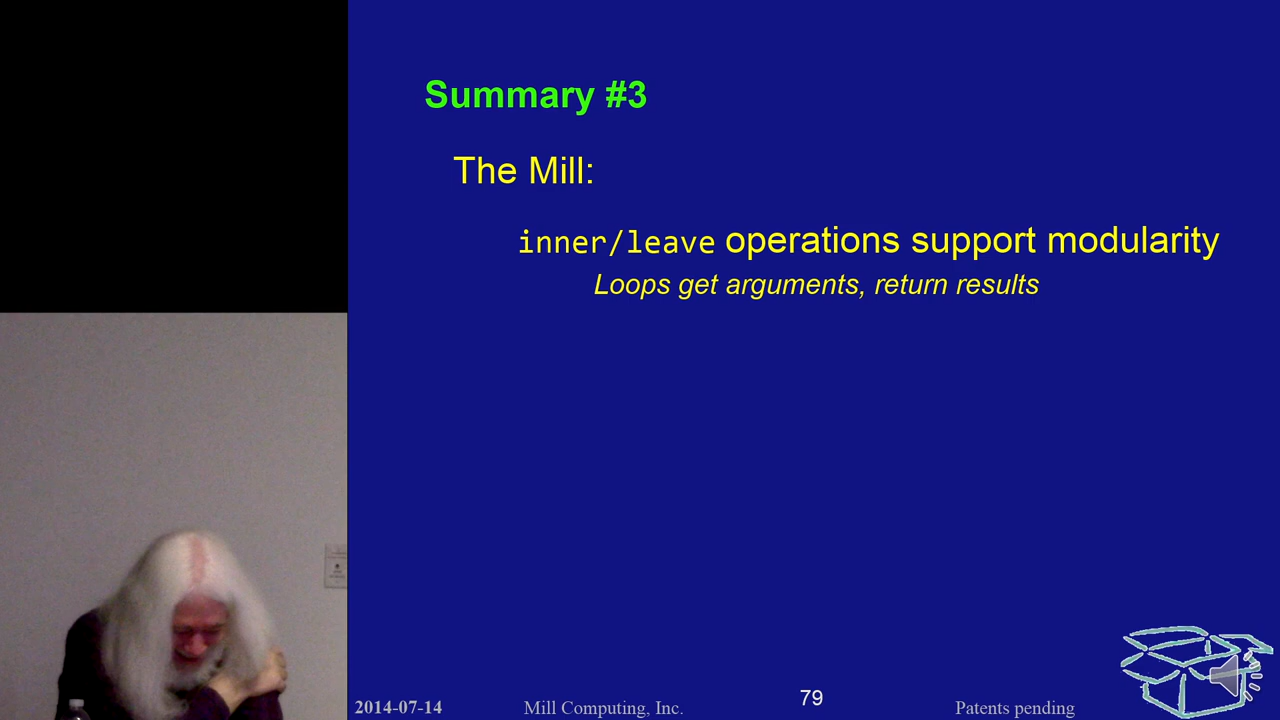 Summary #3
The Mill:
inner/leave operations support modularity
Loops get arguments, return results
2014-07-14 Mill Computing, Inc. 79 Patents pending